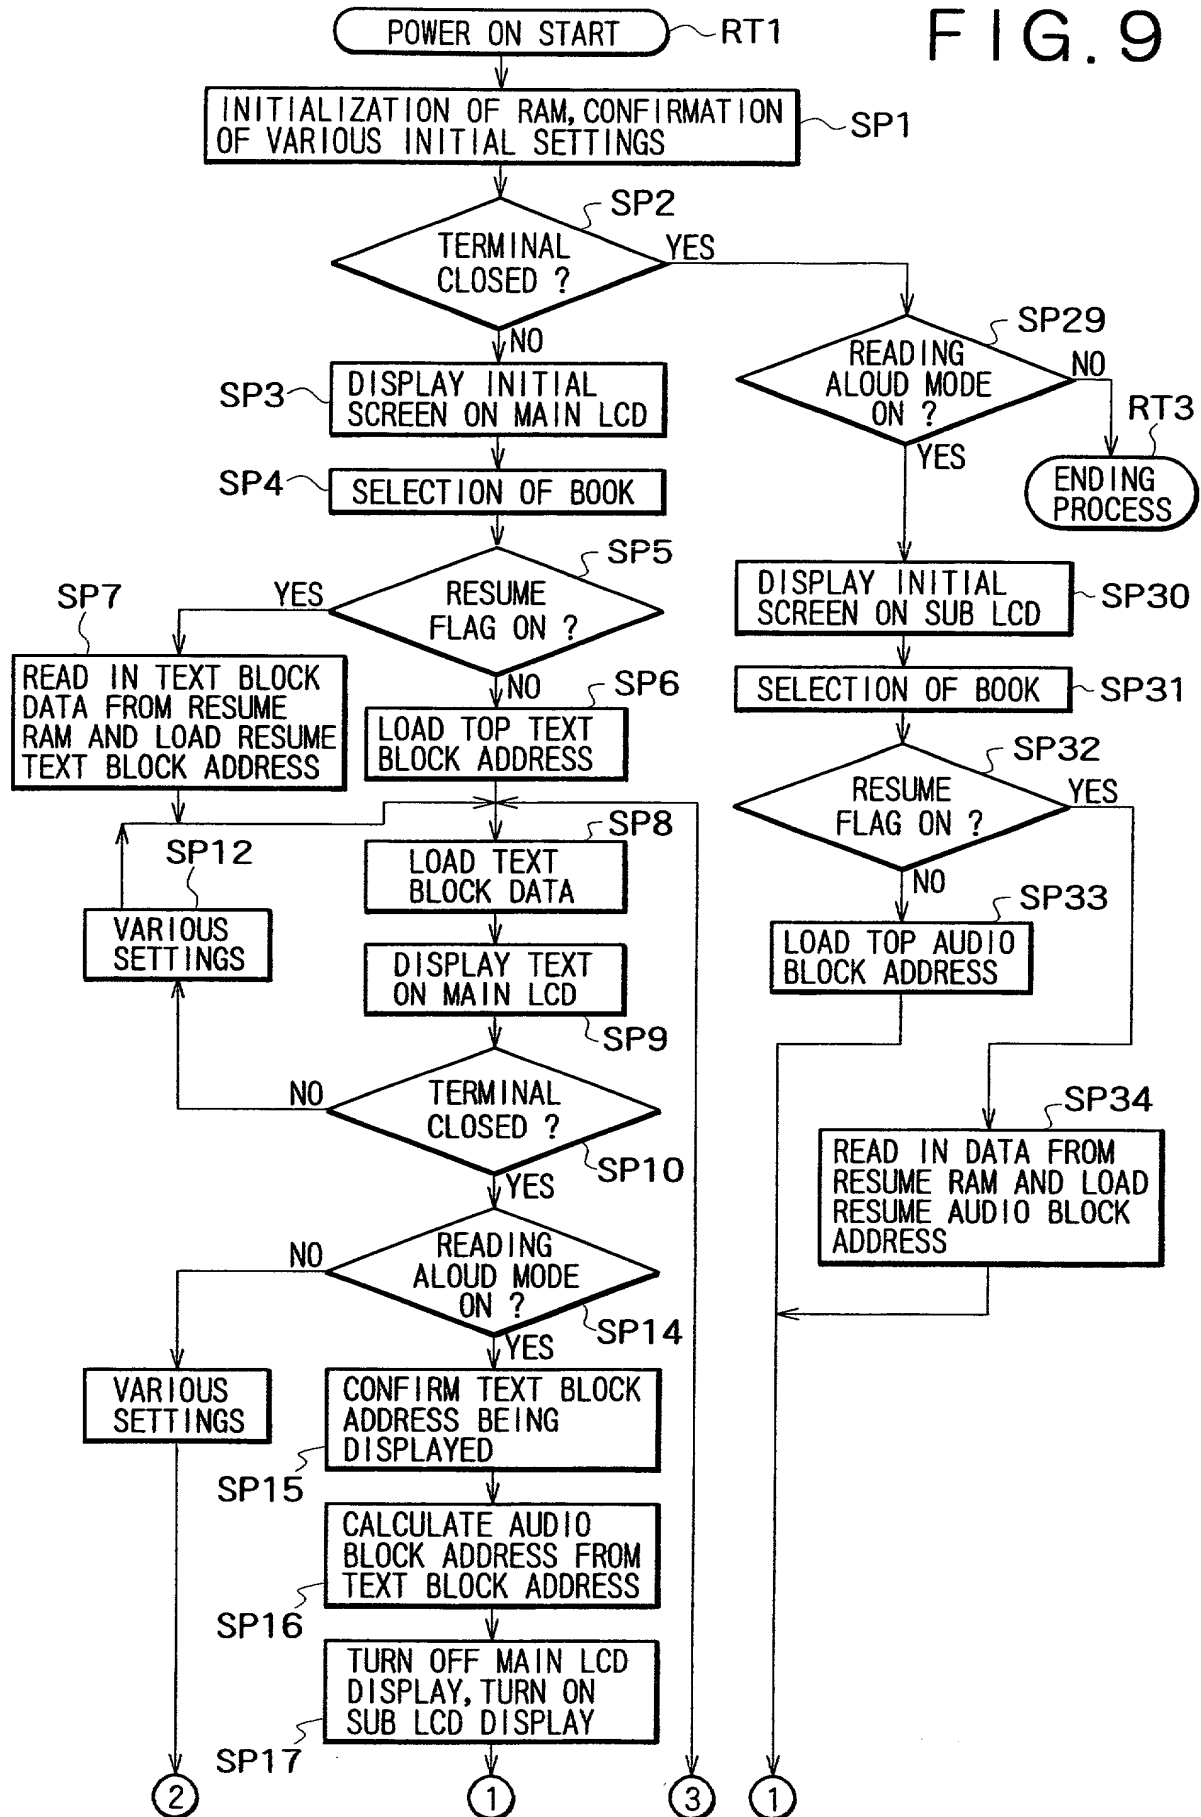 FIG. 9
POWER ON START
RT1
INITIALIZATION OF RAM, CONFIRMATION
OF VARIOUS INITIAL SETTINGS
SP1
SP2
TERMINAL
CLOSED ?
YES
NO
SP29
READING
ALOUD MODE
ON ?
NO
YES
RT3
ENDING
PROCESS
SP3
DISPLAY INITIAL
SCREEN ON MAIN LCD
SP4
SELECTION OF BOOK
SP5
RESUME
FLAG ON ?
YES
NO
SP7
READ IN TEXT BLOCK
DATA FROM RESUME
RAM AND LOAD RESUME
TEXT BLOCK ADDRESS
SP6
LOAD TOP TEXT
BLOCK ADDRESS
SP30
DISPLAY INITIAL
SCREEN ON SUB LCD
SELECTION OF BOOK
SP31
SP32
RESUME
FLAG ON ?
YES
NO
SP33
LOAD TOP AUDIO
BLOCK ADDRESS
SP34
READ IN DATA FROM
RESUME RAM AND LOAD
RESUME AUDIO BLOCK
ADDRESS
SP8
LOAD TEXT
BLOCK DATA
SP12
VARIOUS
SETTINGS
DISPLAY TEXT
ON MAIN LCD
SP9
TERMINAL
CLOSED ?
NO
SP10
YES
READING
ALOUD MODE
ON ?
NO
SP14
YES
VARIOUS
SETTINGS
CONFIRM TEXT BLOCK
ADDRESS BEING
DISPLAYED
SP15
CALCULATE AUDIO
BLOCK ADDRESS FROM
TEXT BLOCK ADDRESS
SP16
TURN OFF MAIN LCD
DISPLAY, TURN ON
SUB LCD DISPLAY
SP17
2
1
3
1